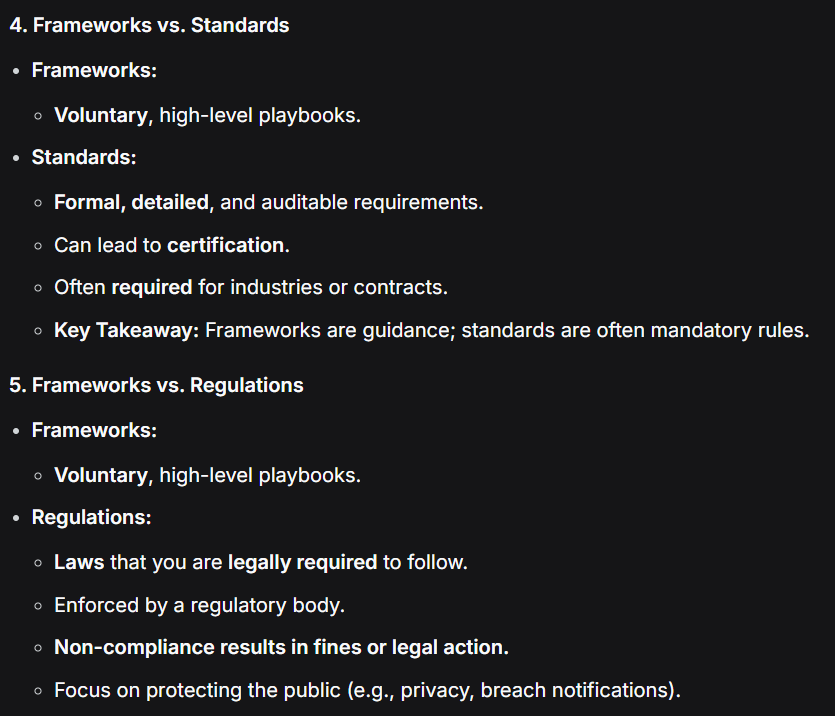 4. Frameworks vs. Standards
• Frameworks:
◦ Voluntary, high-level playbooks.
• Standards:
◦ Formal, detailed, and auditable requirements.
◦ Can lead to certification.
◦ Often required for industries or contracts.
◦ Key Takeaway: Frameworks are guidance; standards are often mandatory rules.
5. Frameworks vs. Regulations
• Frameworks:
◦ Voluntary, high-level playbooks.
• Regulations:
◦ Laws that you are legally required to follow.
◦ Enforced by a regulatory body.
◦ Non-compliance results in fines or legal action.
◦ Focus on protecting the public (e.g., privacy, breach notifications).